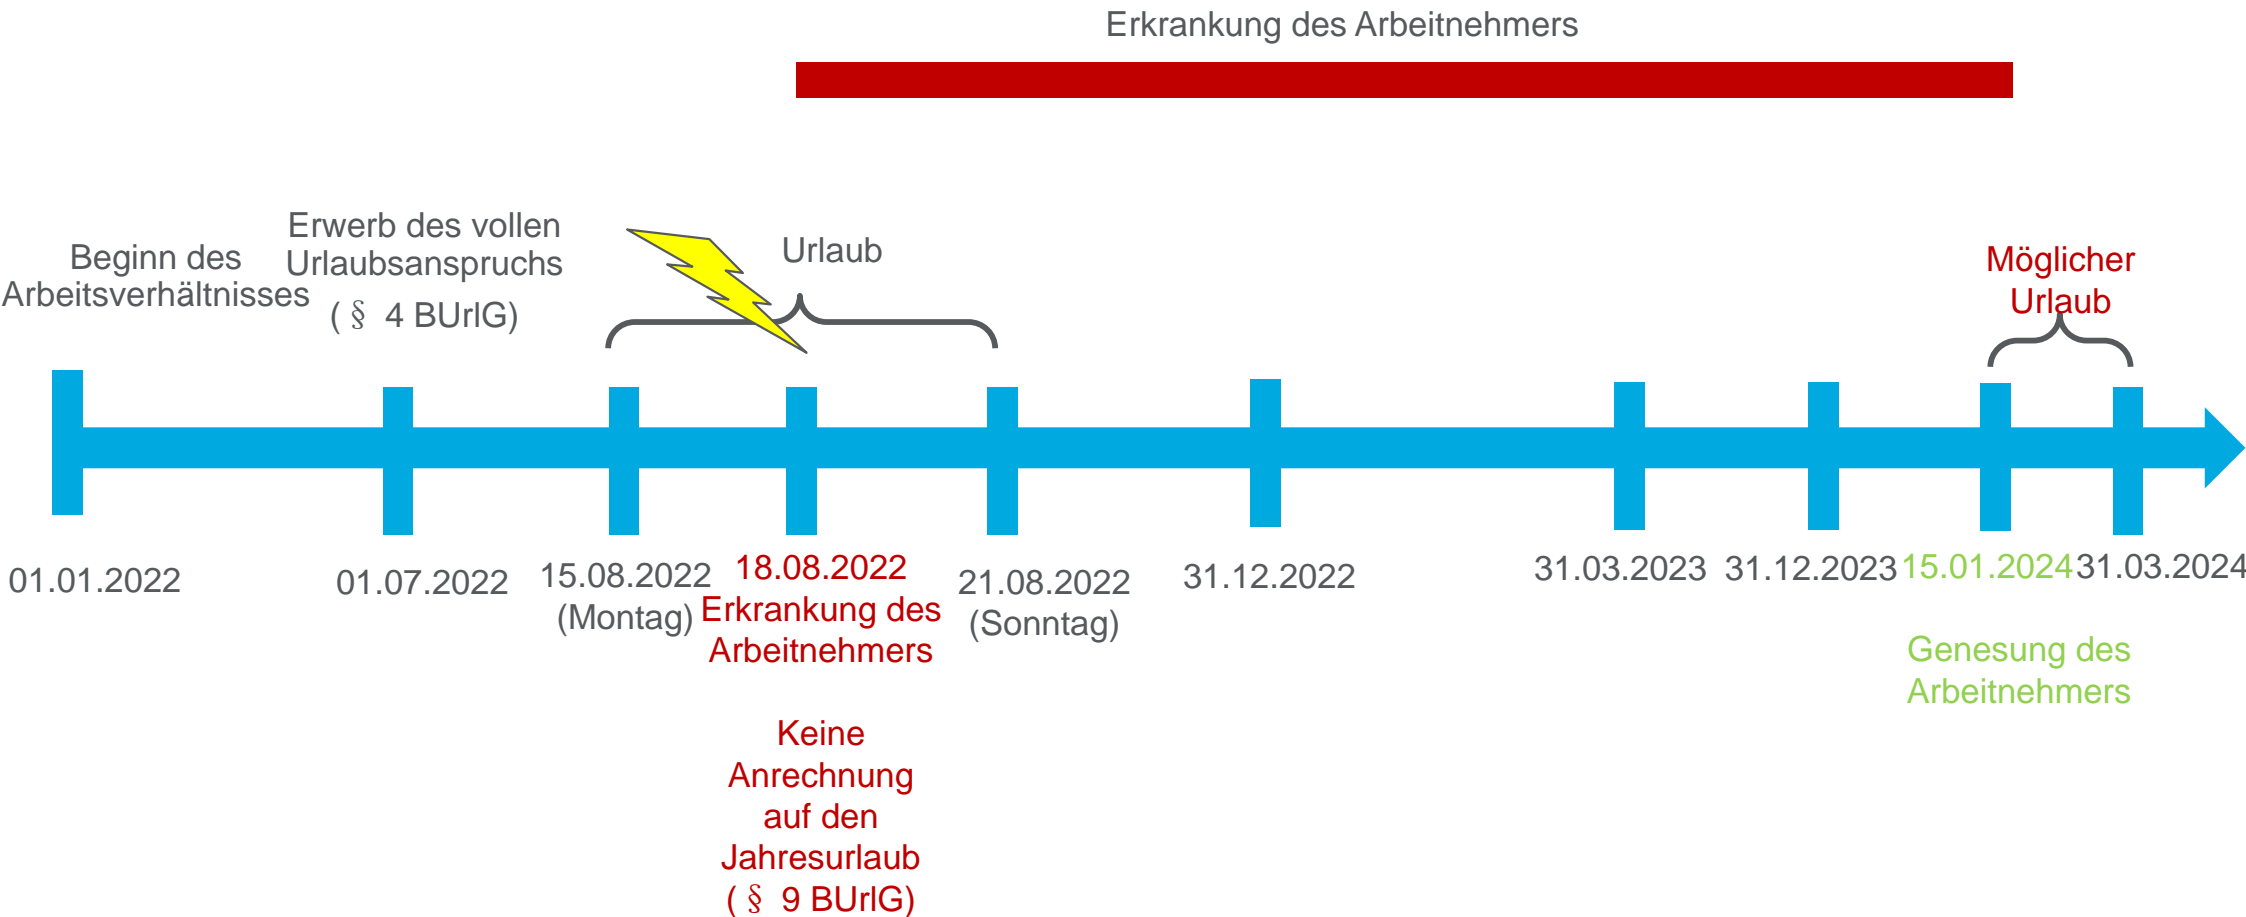 Erkrankung des Arbeitnehmers
Beginn des
Arbeitsverhältnisses
Erwerb des vollen
Urlaubsanspruchs
( § 4 BUrlG)
Urlaub
Möglicher
Urlaub
01.01.2022
01.07.2022
15.08.2022
(Montag)
18.08.2022
Erkrankung des
Arbeitnehmers
Keine
Anrechnung
auf den
Jahresurlaub
( § 9 BUrlG)
21.08.2022
(Sonntag)
31.12.2022
31.03.2023
31.12.2023
15.01.2024
Genesung des
Arbeitnehmers
31.03.2024